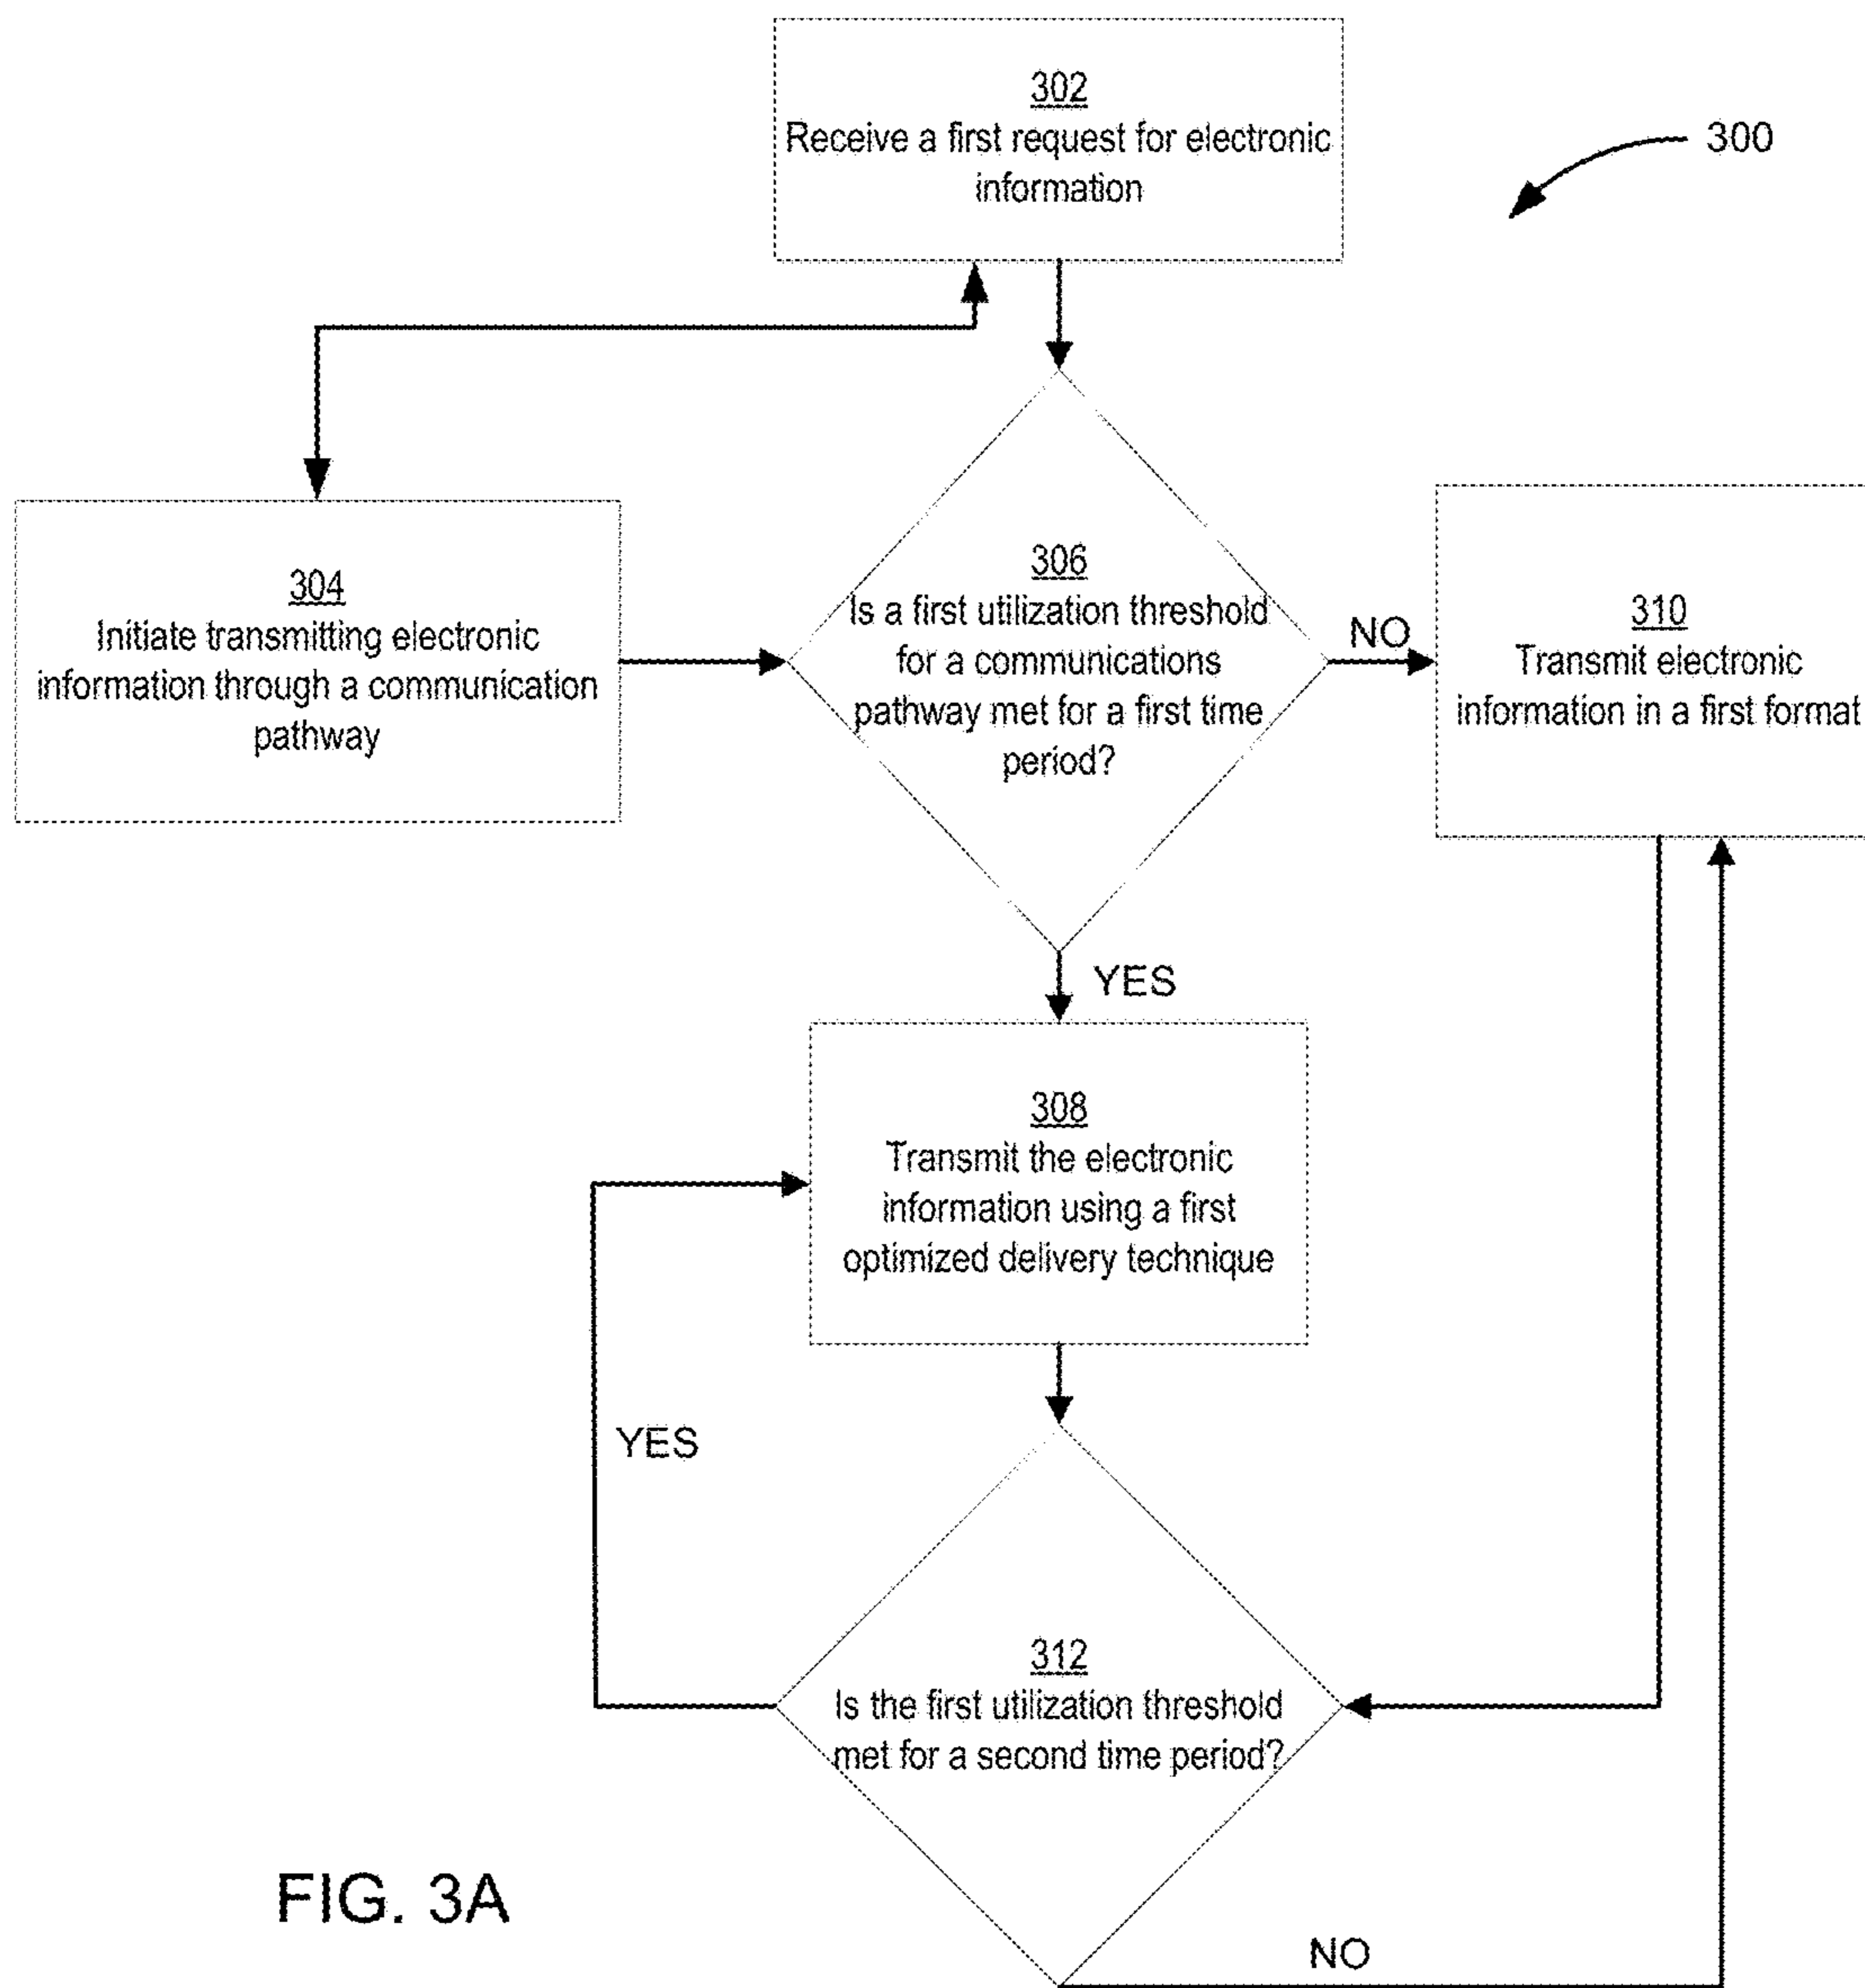 302
Receive a first request for electronic
information
300
304
Initiate transmitting electronic
information through a communication
pathway
306
Is a first utilization threshold
for a communications
pathway met for a first time
period?
NO
310
Transmit electronic
information in a first format
YES
308
Transmit the electronic
information using a first
optimized delivery technique
YES
312
Is the first utilization threshold
met for a second time period?
NO
FIG. 3A